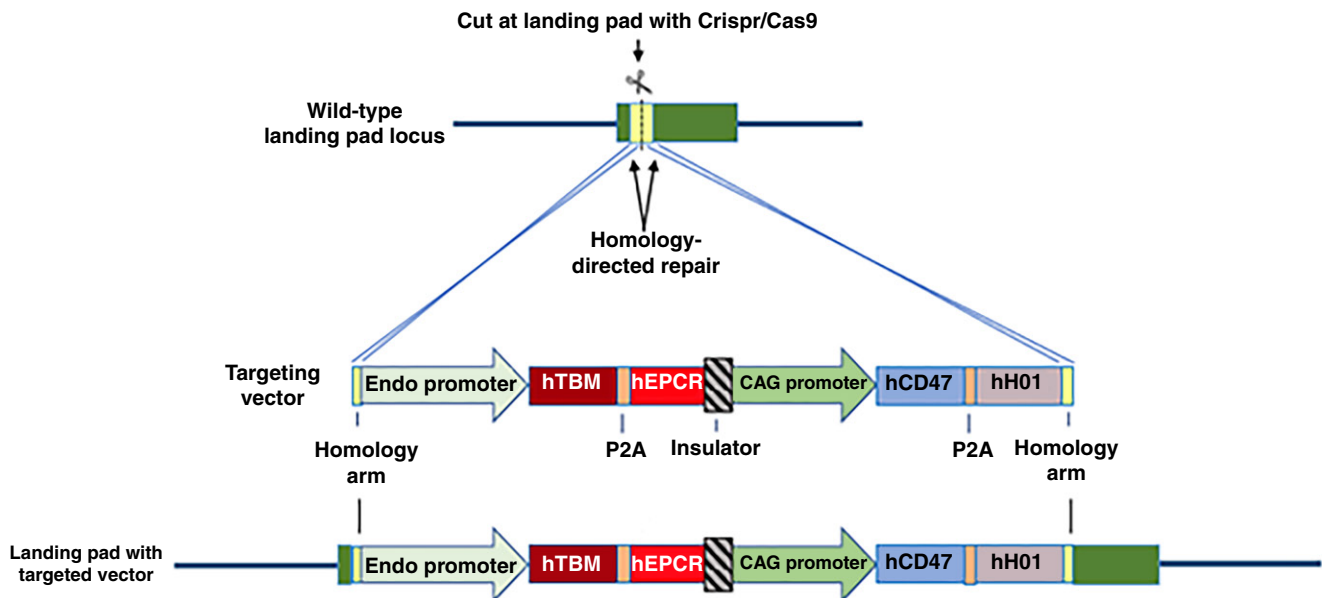 Cut at landing pad with Crispr/Cas9
Wild-type
landing pad locus
Homology-
directed repair
Targeting
vector
Endo promoter hTBM hEPCR CAG promoter hCD47 hH01
Homology
arm
P2A
Insulator
P2A
Homology
arm
Landing pad with
targeted vector
Endo promoter hTBM hEPCR CAG promoter hCD47 hH01